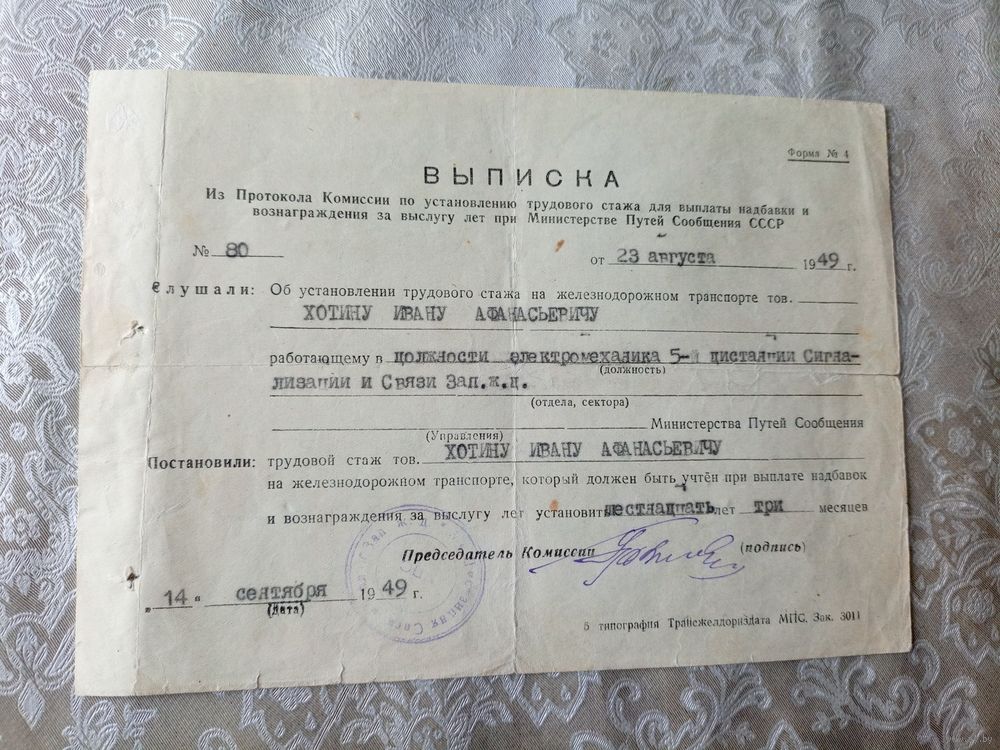 Форма № 4
ВЫПИСКА
Из Протокола Комиссии по установлению трудового стажа для выплаты надбавки и
вознаграждения за выслугу лет при Министерстве Путей Сообщения СССР
№ 80 от 23 августа 1949 г.
Слушали: Об установлении трудового стажа на железнодорожном транспорте тов.
ХОТИНУ ИВАНУ АФАНАСЬЕВИЧУ
работающему в должности електромеханика 5-й дистанции Сигна-
(должность)
лизации и Связи Зап.ж.д.
(отдела, сектора)
Министерства Путей Сообщения
(Управления)
Постановили: трудовой стаж тов. ХОТИНУ ИВАНУ АФАНАСЬЕВИЧУ
на железнодорожном транспорте, который должен быть учтён при выплате надбавок
и вознаграждения за выслугу лет установить шестнадцать лет три месяцев
Председатель Комиссии (подпись)
„ 14 " сентября 1949 г.
(дата)
5 типография Трансжелдориздата МПС. Зак. 3011